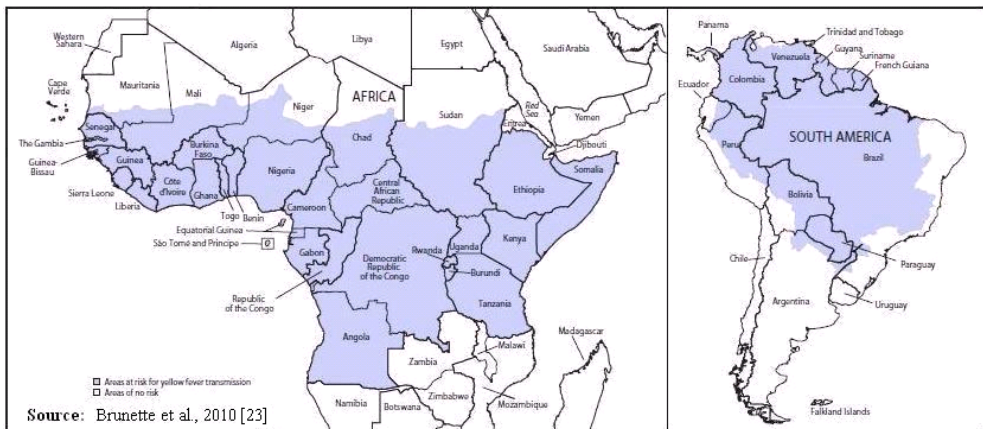 Western
Sahara
Algeria
Libya
Egypt
Saudi Arabia
Cape
Verde
Mauritania
Mali
Niger
AFRICA
Sudan
Red
Sea
Eritrea
Yemen
Djibouti
Senegal
The Gambia
Guinea-
Bissau
Guinea
Burkina
Faso
Chad
Nigeria
Somalia
Ethiopia
Sierra Leone
Liberia
Côte
d'Ivoire
Ghana
Togo
Benin
Cameroon
Central
African
Republic
Equatorial Guinea
São Tomé and Príncipe
Gabon
Republic
of the Congo
Democratic
Republic
of the Congo
Uganda
Kenya
Rwanda
Burundi
Tanzania
Angola
Zambia
Malawi
Madagascar
Mozambique
Zimbabwe
Namibia
Botswana
Areas at risk for yellow fever transmission
Areas of no risk
Source: Brunette et al., 2010 [23]
Panama
Trinidad and Tobago
Venezuela
Guyana
Suriname
French Guiana
Colombia
Ecuador
SOUTH AMERICA
Peru
Brazil
Bolivia
Chile
Paraguay
Argentina
Uruguay
Falkland Islands